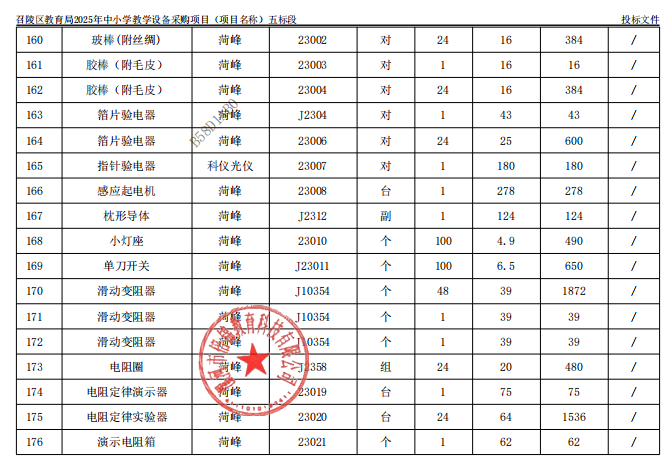 召陵区教育局2025年中小学教学设备采购项目（项目名称）五标段 投标文件
160 玻棒(附丝绸) 菏峰 23002 对 24 16 384 /
161 胶棒（附毛皮） 菏峰 23003 对 1 16 16 /
162 胶棒（附毛皮） 菏峰 23004 对 24 16 384 /
163 箔片验电器 菏峰 J2304 对 1 43 43 /
164 箔片验电器 菏峰 23006 对 24 25 600 /
165 指针验电器 科仪光仪 23007 对 1 180 180 /
166 感应起电机 菏峰 23008 台 1 278 278 /
167 枕形导体 菏峰 J2312 副 1 124 124 /
168 小灯座 菏峰 23010 个 100 4.9 490 /
169 单刀开关 菏峰 J23011 个 100 6.5 650 /
170 滑动变阻器 菏峰 J10354 个 48 39 1872 /
171 滑动变阻器 菏峰 J10354 个 1 39 39 /
172 滑动变阻器 菏峰 J10354 个 1 39 39 /
173 电阻圈 菏峰 J2358 组 24 20 480 /
174 电阻定律演示器 菏峰 23019 台 1 75 75 /
175 电阻定律实验器 菏峰 23020 台 24 64 1536 /
176 演示电阻箱 菏峰 23021 个 1 62 62 /